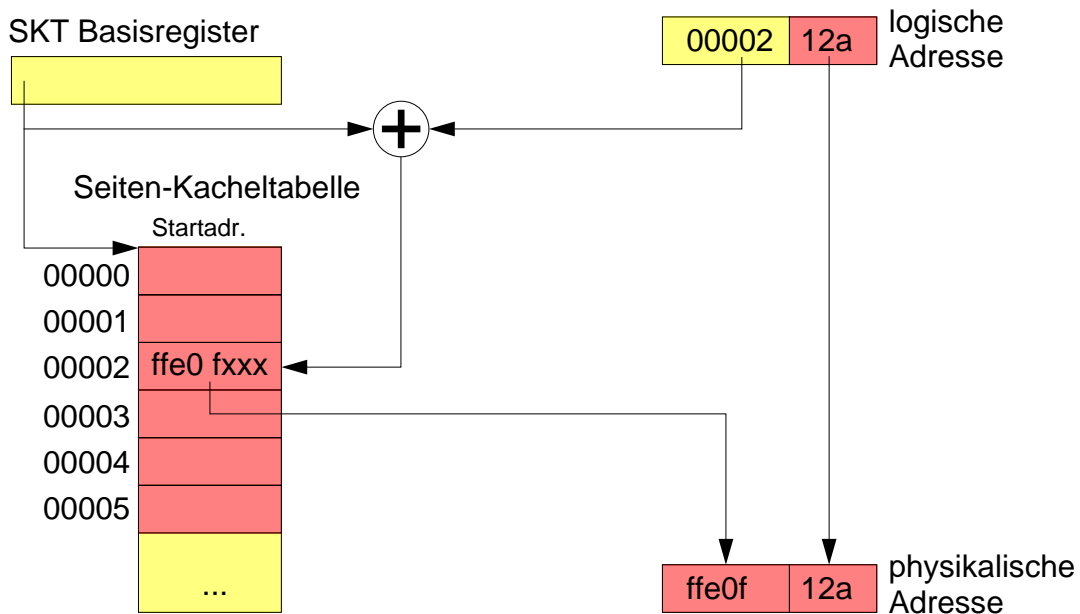 SKT Basisregister
00002 12a
logische
Adresse
+
Seiten-Kacheltabelle
Startadr.
00000
00001
00002 ffe0 fxxx
00003
00004
00005
...
ffe0f 12a
physikalische
Adresse